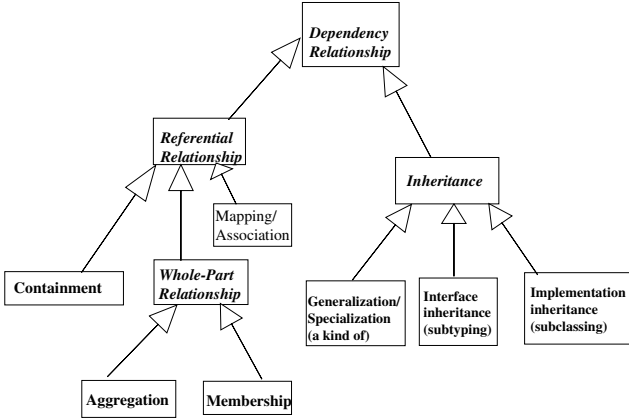 Dependency
Relationship
Referential
Relationship
Inheritance
Mapping/
Association
Containment
Whole-Part
Relationship
Generalization/
Specialization
(a kind of)
Interface
inheritance
(subtyping)
Implementation
inheritance
(subclassing)
Aggregation
Membership